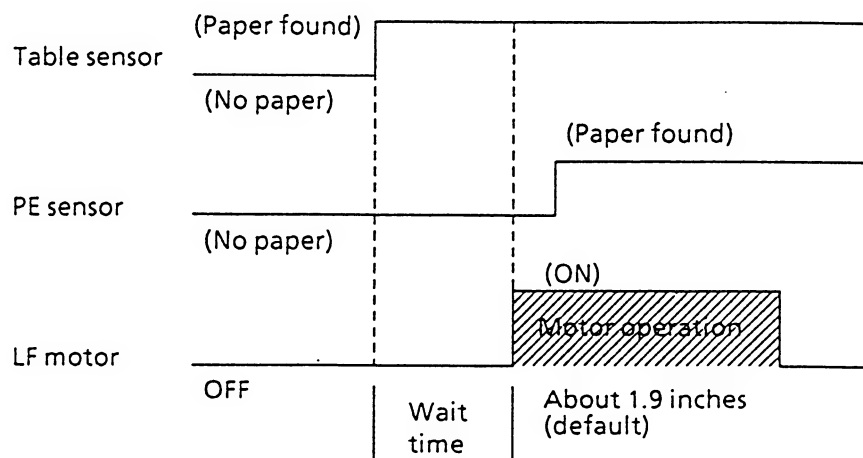 (Paper found)
Table sensor
(No paper)
(Paper found)
PE sensor
(No paper)
(ON)
Motor operation
LF motor
OFF
Wait
time
About 1.9 inches
(default)